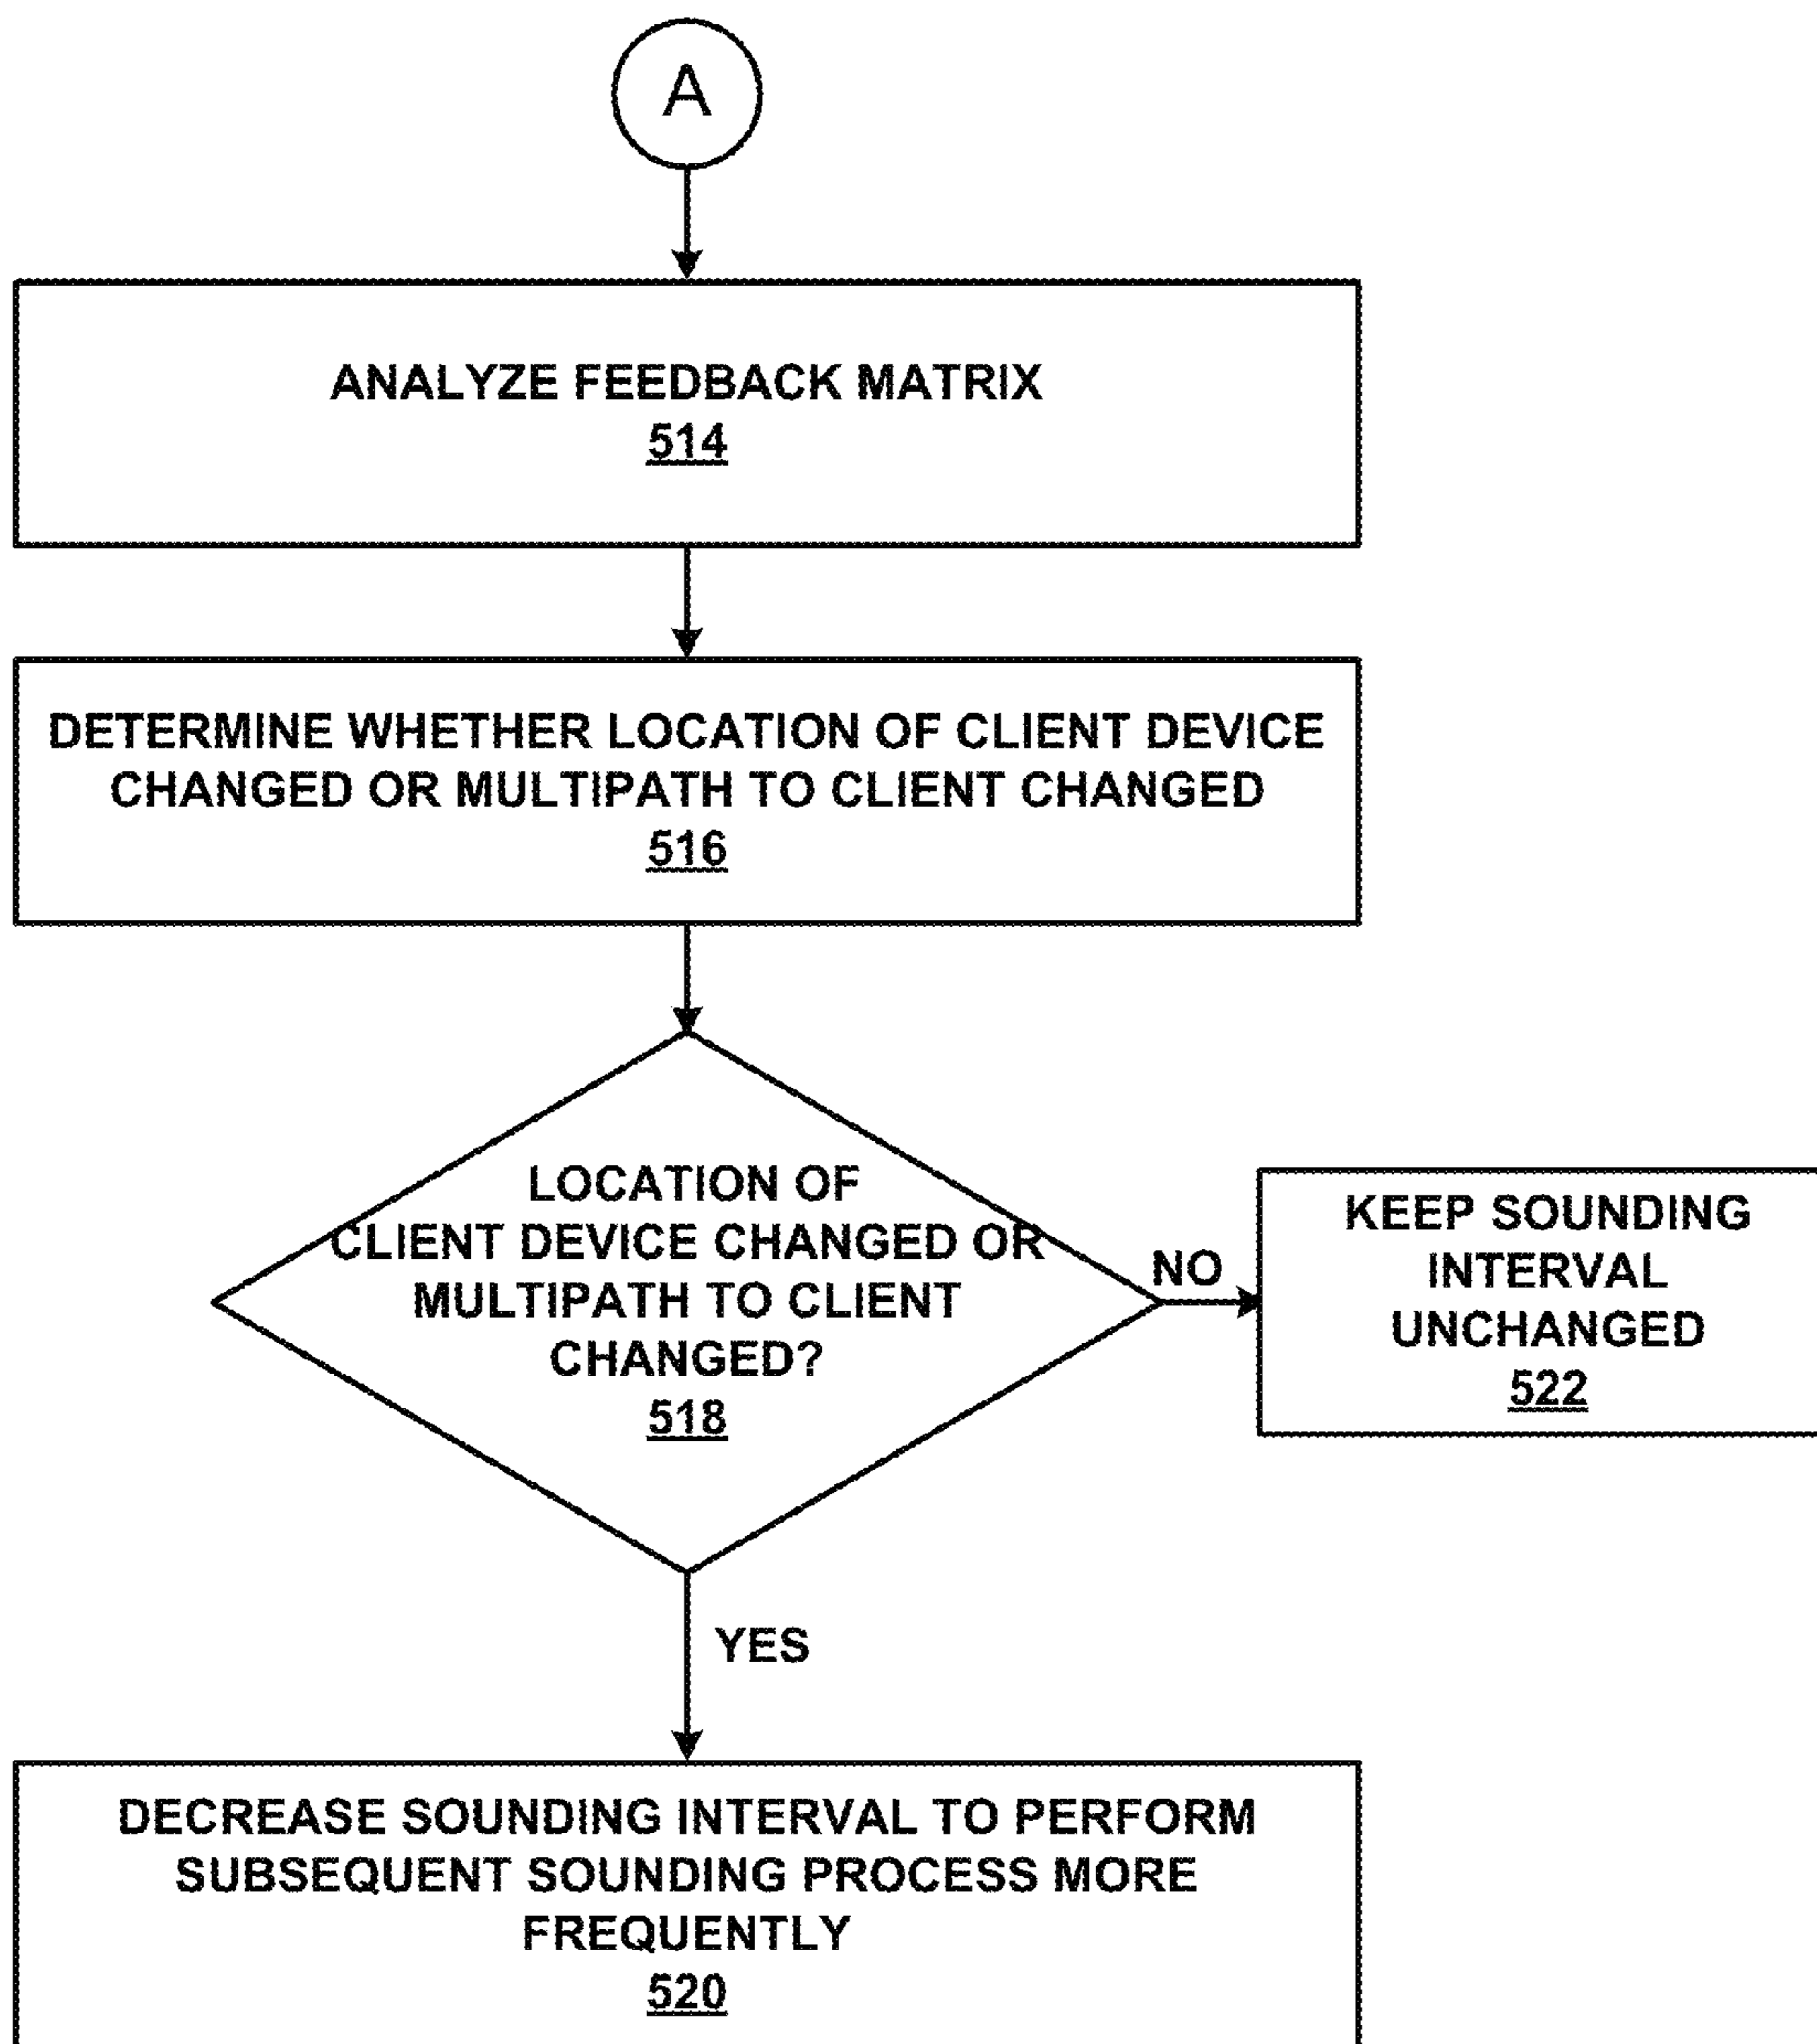 A
ANALYZE FEEDBACK MATRIX
514
DETERMINE WHETHER LOCATION OF CLIENT DEVICE
CHANGED OR MULTIPATH TO CLIENT CHANGED
516
LOCATION OF
CLIENT DEVICE CHANGED OR
MULTIPATH TO CLIENT
CHANGED?
518
NO
KEEP SOUNDING
INTERVAL
UNCHANGED
522
YES
DECREASE SOUNDING INTERVAL TO PERFORM
SUBSEQUENT SOUNDING PROCESS MORE
FREQUENTLY
520